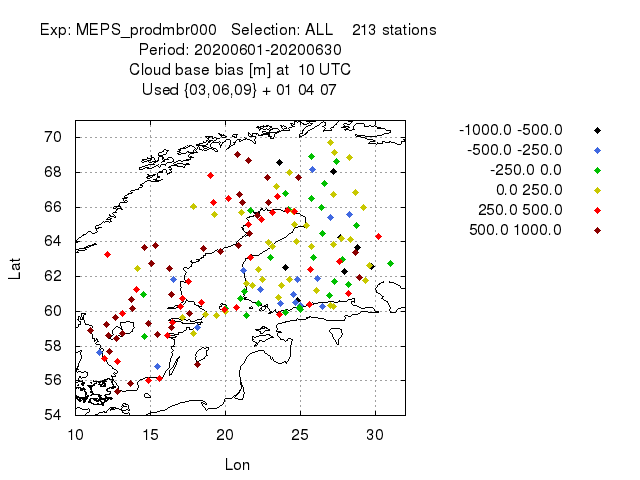 Exp: MEPS_prodmbr000   Selection: ALL    213 stations
Period: 20200601-20200630
Cloud base bias [m] at  10 UTC
Used {03,06,09} + 01 04 07
70
68
66
64
62
60
58
56
54
Lat
10 15 20 25 30
Lon
-1000.0 -500.0
-500.0 -250.0
-250.0 0.0
0.0 250.0
250.0 500.0
500.0 1000.0